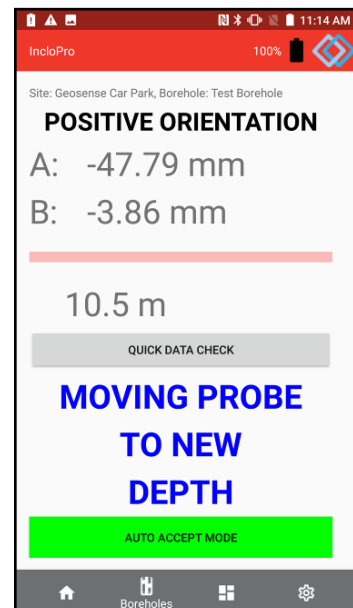 11:14 AM
IncloPro 100%
Site: Geosense Car Park, Borehole: Test Borehole
POSITIVE ORIENTATION
A: -47.79 mm
B: -3.86 mm
10.5 m
QUICK DATA CHECK
MOVING PROBE
TO NEW
DEPTH
AUTO ACCEPT MODE
Boreholes